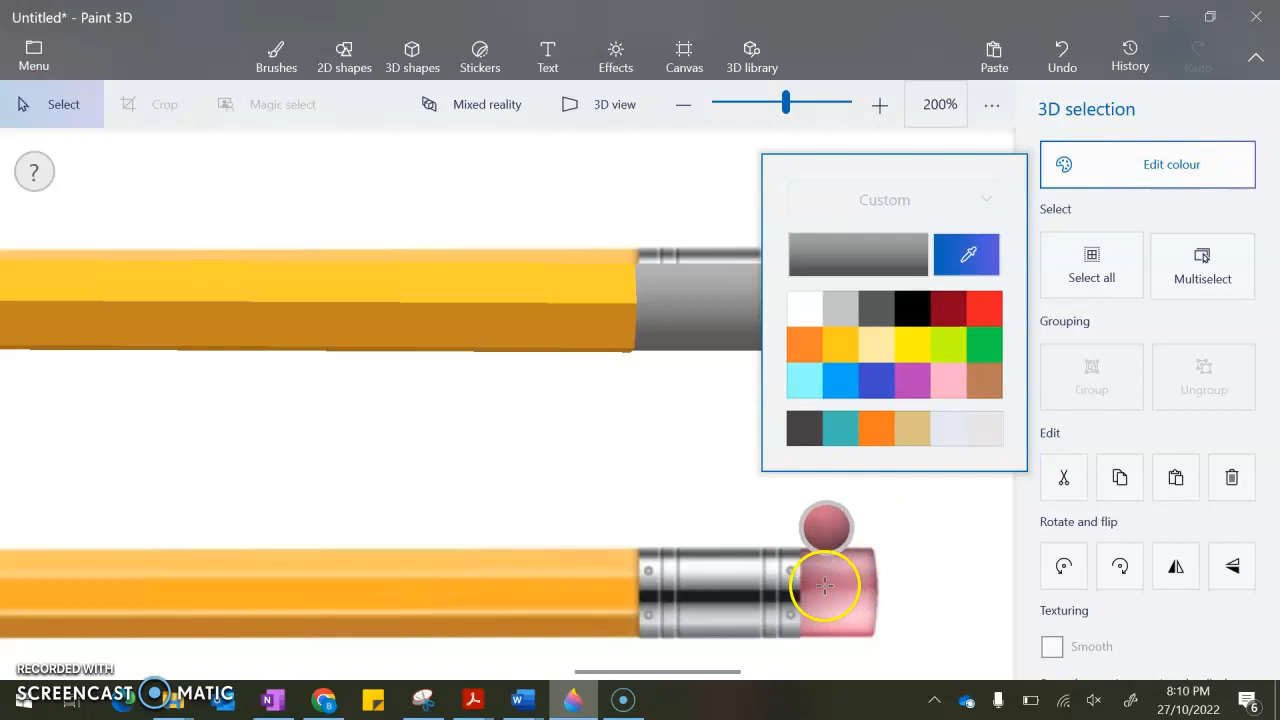 Untitled* - Paint 3D
Menu
Brushes
2D shapes
3D shapes
Stickers
Text
Effects
Canvas
3D library
Paste
Undo
History
Redo
Select
Crop
Magic select
Mixed reality
3D view
200%
?
Custom
3D selection
Edit colour
Select
Select all
Multiselect
Grouping
Group
Ungroup
Edit
Rotate and flip
Texturing
Smooth
RECORDED WITH
SCREENCAST MATIC
8:10 PM
27/10/2022
6